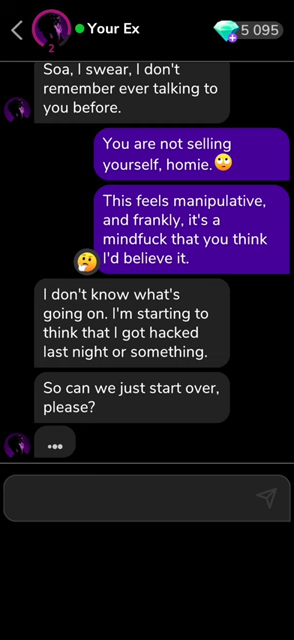 Your Ex
5 095
2
Soa, I swear, I don't
remember ever talking to
you before.
You are not selling
yourself, homie.🙄
This feels manipulative,
and frankly, it's a
mindfuck that you think
I'd believe it.
🤔
I don't know what's
going on. I'm starting to
think that I got hacked
last night or something.
So can we just start over,
please?
...